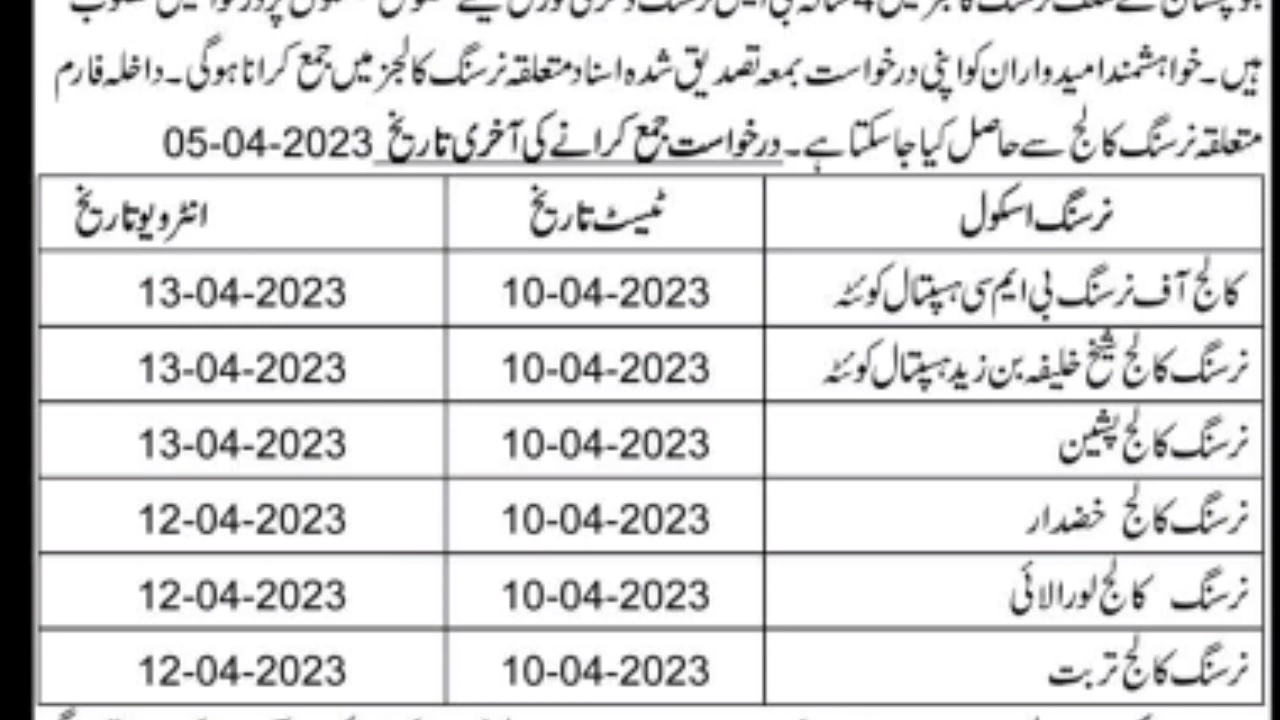 ہیں۔ خواہشمند امیدواران کو اپنی درخواست بمعہ تصدیق شدہ اسناد متعلقہ نرسنگ کالجز میں جمع کرانا ہوگی۔ داخلہ فارم
متعلقہ نرسنگ کالج سے حاصل کیا جاسکتا ہے۔ درخواست جمع کرانے کی آخری تاریخ 05-04-2023
نرسنگ اسکول ٹیسٹ تاریخ انٹرویو تاریخ
کالج آف نرسنگ بی ایم سی ہسپتال کوئٹہ 10-04-2023 13-04-2023
نرسنگ کالج شیخ خلیفہ بن زید ہسپتال کوئٹہ 10-04-2023 13-04-2023
نرسنگ کالج پشین 10-04-2023 13-04-2023
نرسنگ کالج خضدار 10-04-2023 12-04-2023
نرسنگ کالج لورالائی 10-04-2023 12-04-2023
نرسنگ کالج تربت 10-04-2023 12-04-2023